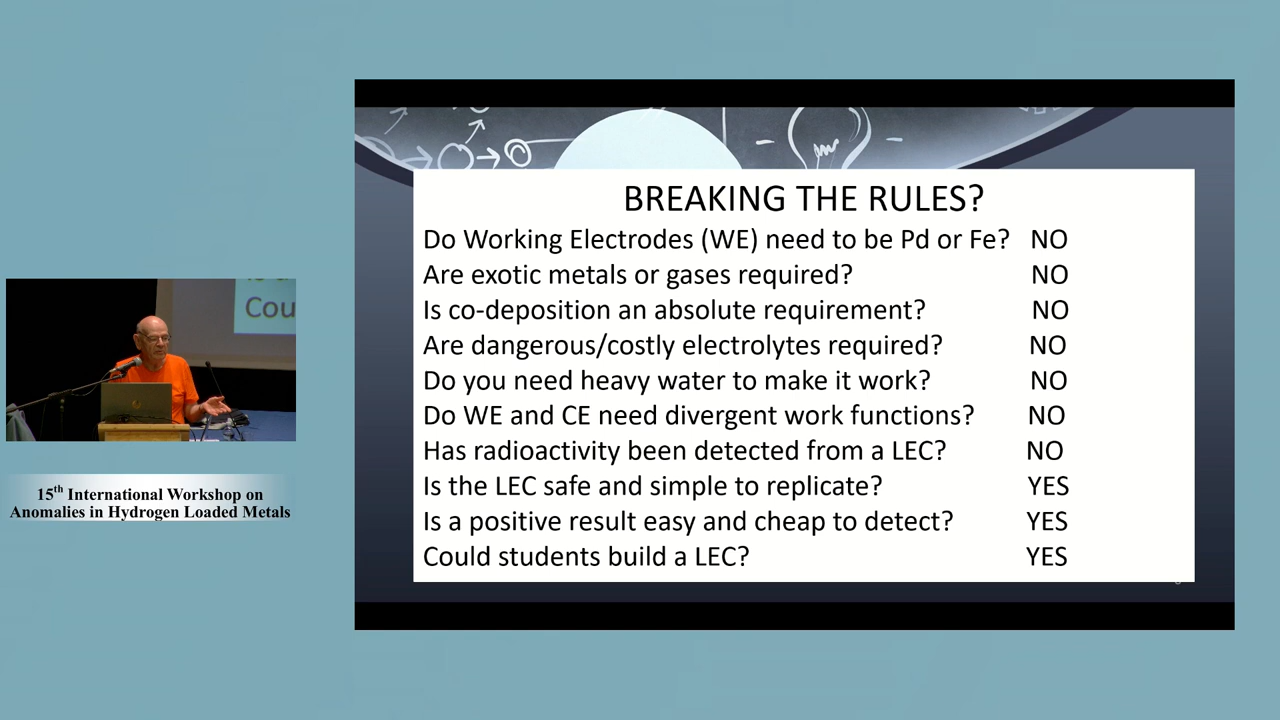 BREAKING THE RULES?
Do Working Electrodes (WE) need to be Pd or Fe? NO
Are exotic metals or gases required? NO
Is co-deposition an absolute requirement? NO
Are dangerous/costly electrolytes required? NO
Do you need heavy water to make it work? NO
Do WE and CE need divergent work functions? NO
Has radioactivity been detected from a LEC? NO
Is the LEC safe and simple to replicate? YES
Is a positive result easy and cheap to detect? YES
Could students build a LEC? YES
Cou
15th International Workshop on
Anomalies in Hydrogen Loaded Metals